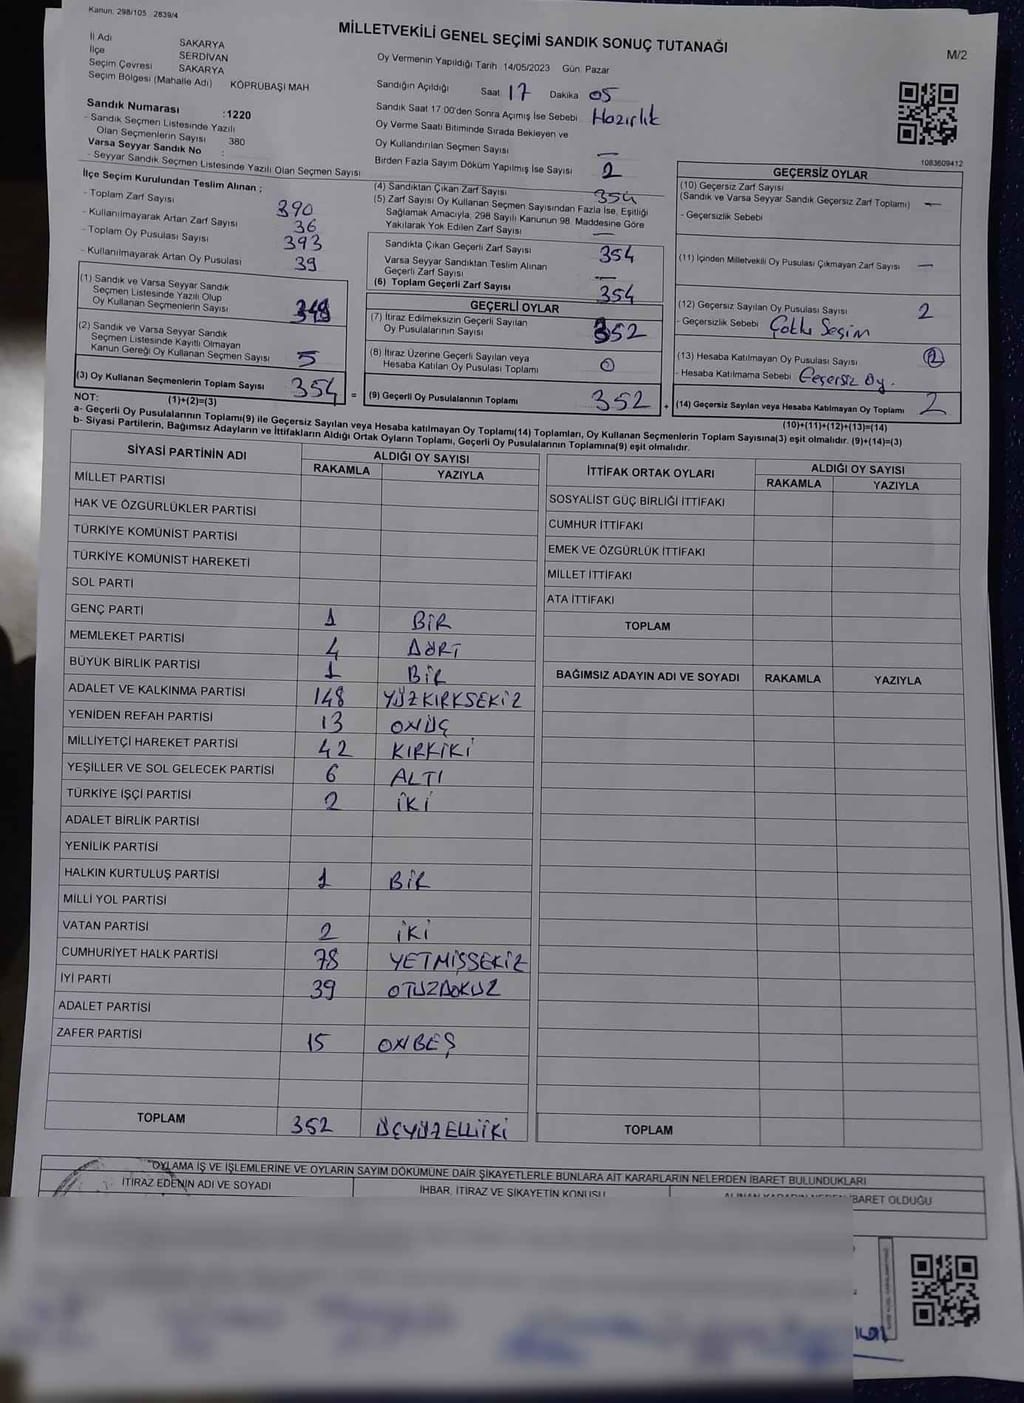 Kanun: 298/105 2839/4
MİLLETVEKİLİ GENEL SEÇİMİ SANDIK SONUÇ TUTANAĞI
M/2
İl Adı SAKARYA
İlçe SERDİVAN
Seçim Çevresi SAKARYA
Seçim Bölgesi (Mahalle Adı) KÖPRÜBAŞI MAH
Oy Vermenin Yapıldığı Tarih 14/05/2023 Gün: Pazar
Sandığın Açıldığı Saat 17 Dakika 05
Sandık Saat 17:00'den Sonra Açımış İse Sebebi Hazırlık
Oy Verme Saati Bitiminde Sırada Bekleyen ve
Oy Kullandırılan Seçmen Sayısı —
Birden Fazla Sayım Döküm Yapılmış İse Sayısı 2
Sandık Numarası :1220
- Sandık Seçmen Listesinde Yazılı
Olan Seçmenlerin Sayısı 380
Varsa Seyyar Sandık No :
- Seyyar Sandık Seçmen Listesinde Yazılı Olan Seçmen Sayısı
1083609412
İlçe Seçim Kurulundan Teslim Alınan ;
- Toplam Zarf Sayısı 390
- Kullanılmayarak Artan Zarf Sayısı 36
- Toplam Oy Pusulası Sayısı 393
- Kullanılmayarak Artan Oy Pusulası 39
(1) Sandık ve Varsa Seyyar Sandık
Seçmen Listesinde Yazılı Olup
Oy Kullanan Seçmenlerin Sayısı 349
(2) Sandık ve Varsa Seyyar Sandık
Seçmen Listesinde Kayıtlı Olmayan
Kanun Gereği Oy Kullanan Seçmen Sayısı 5
(3) Oy Kullanan Seçmenlerin Toplam Sayısı 354 =
(1)+(2)=(3)
(4) Sandıktan Çıkan Zarf Sayısı 354
(5) Zarf Sayısı Oy Kullanan Seçmen Sayısından Fazla İse, Eşitliği
Sağlamak Amacıyla, 298 Sayılı Kanunun 98. Maddesine Göre
Yakılarak Yok Edilen Zarf Sayısı —
Sandıkta Çıkan Geçerli Zarf Sayısı 354
Varsa Seyyar Sandıktan Teslim Alınan
Geçerli Zarf Sayısı —
(6) Toplam Geçerli Zarf Sayısı 354
GEÇERLİ OYLAR
(7) İtiraz Edilmeksizin Geçerli Sayılan
Oy Pusulalarının Sayısı 352
(8) İtiraz Üzerine Geçerli Sayılan veya
Hesaba Katılan Oy Pusulası Toplamı 0
(9) Geçerli Oy Pusulalarının Toplamı 352 +
GEÇERSİZ OYLAR
(10) Geçersiz Zarf Sayısı
(Sandık ve Varsa Seyyar Sandık Geçersiz Zarf Toplamı) —
- Geçersizlik Sebebi
(11) İçinden Milletvekili Oy Pusulası Çıkmayan Zarf Sayısı —
(12) Geçersiz Sayılan Oy Pusulası Sayısı 2
- Geçersizlik Sebebi Çoklu Seçim
(13) Hesaba Katılmayan Oy Pusulası Sayısı
- Hesaba Katılmama Sebebi Geçersiz Oy.
(14) Geçersiz Sayılan veya Hesaba Katılmayan Oy Toplamı 2
(10)+(11)+(12)+(13)=(14)
NOT:
a- Geçerli Oy Pusulalarının Toplamı(9) ile Geçersiz Sayılan veya Hesaba katılmayan Oy Toplamı(14) Toplamları, Oy Kullanan Seçmenlerin Toplam Sayısına(3) eşit olmalıdır. (9)+(14)=(3)
b- Siyasi Partilerin, Bağımsız Adayların ve İttifakların Aldığı Ortak Oyların Toplamı, Geçerli Oy Pusulalarının Toplamına(9) eşit olmalıdır.
SİYASİ PARTİNİN ADI ALDIĞI OY SAYISI
RAKAMLA YAZIYLA
MİLLET PARTİSİ
HAK VE ÖZGÜRLÜKLER PARTİSİ
TÜRKİYE KOMÜNİST PARTİSİ
TÜRKİYE KOMÜNİST HAREKETİ
SOL PARTİ
GENÇ PARTİ 1 BİR
MEMLEKET PARTİSİ 4 DÖRT
BÜYÜK BİRLİK PARTİSİ 1 BİR
ADALET VE KALKINMA PARTİSİ 148 YÜZKIRKSEKİZ
YENİDEN REFAH PARTİSİ 13 ONÜÇ
MİLLİYETÇİ HAREKET PARTİSİ 42 KIRKİKİ
YEŞİLLER VE SOL GELECEK PARTİSİ 6 ALTI
TÜRKİYE İŞÇİ PARTİSİ 2 İKİ
ADALET BİRLİK PARTİSİ
YENİLİK PARTİSİ
HALKIN KURTULUŞ PARTİSİ 1 BİR
MİLLİ YOL PARTİSİ
VATAN PARTİSİ 2 İKİ
CUMHURİYET HALK PARTİSİ 78 YETMİŞSEKİZ
İYİ PARTİ 39 OTUZDOKUZ
ADALET PARTİSİ
ZAFER PARTİSİ 15 ONBEŞ
TOPLAM 352 ÜÇYÜZELLİİKİ
İTTİFAK ORTAK OYLARI ALDIĞI OY SAYISI
RAKAMLA YAZIYLA
SOSYALİST GÜÇ BİRLİĞİ İTTİFAKI
CUMHUR İTTİFAKI
EMEK VE ÖZGÜRLÜK İTTİFAKI
MİLLET İTTİFAKI
ATA İTTİFAKI
TOPLAM
BAĞIMSIZ ADAYIN ADI VE SOYADI RAKAMLA YAZIYLA
TOPLAM
OYLAMA İŞ VE İŞLEMLERİNE VE OYLARIN SAYIM DÖKÜMÜNE DAİR ŞİKAYETLERLE BUNLARA AİT KARARLARIN NELERDEN İBARET BULUNDUKLARI
İTİRAZ EDENİN ADI VE SOYADI İHBAR, İTİRAZ VE ŞİKAYETİN KONUSU ALINAN KARARIN NEDEN İBARET OLDUĞU